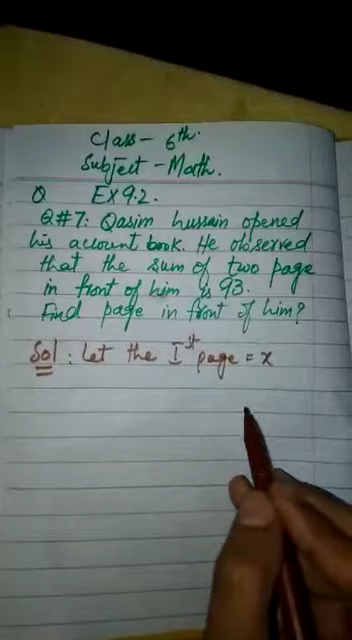 Class - 6th.
Subject - Math.
Q EX 9.2.
Q#7: Qasim hussain opened
his account book. He observed
that the sum of two page
in front of him is 93.
Find page in front of him?
Sol: Let the Ist page = x